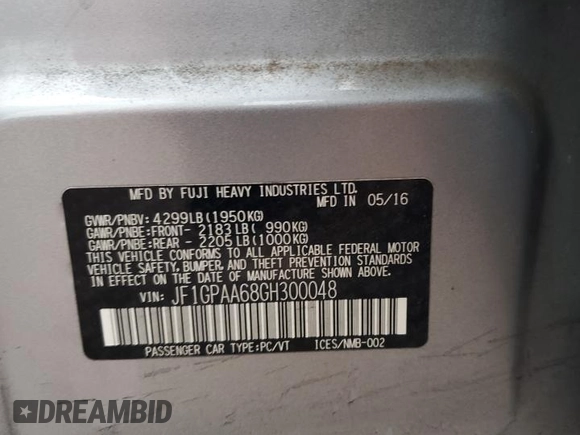 MFD BY FUJI HEAVY INDUSTRIES LTD.
MFD IN 05/16
GVWR/PNBV: 4299LB(1950KG)
GAWR/PNBE:FRONT- 2183LB( 990KG)
GAWR/PNBE:REAR - 2205LB(1000KG)
THIS VEHICLE CONFORMS TO ALL APPLICABLE FEDERAL MOTOR
VEHICLE SAFETY, BUMPER, AND THEFT PREVENTION STANDARDS
IN EFFECT ON THE DATE OF MANUFACTURE SHOWN ABOVE.
VIN: JF1GPAA68GH300048
PASSENGER CAR TYPE:PC/VT ICES/NMB-002
DREAMBID